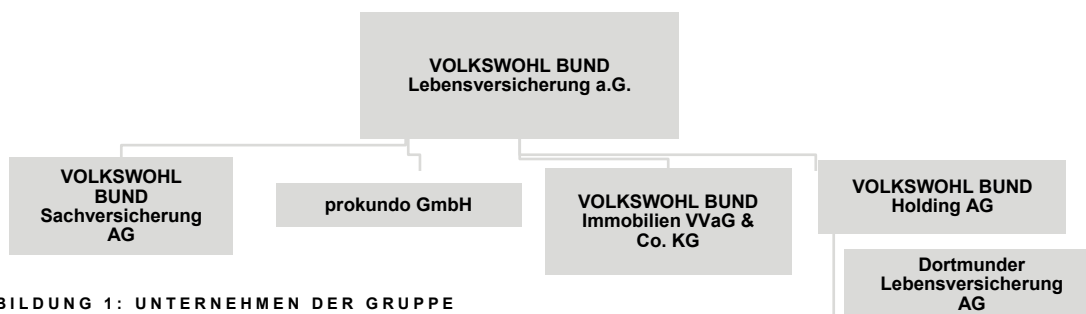 VOLKSWOHL BUND
Lebensversicherung a.G.
VOLKSWOHL
BUND
Sachversicherung
AG
prokundo GmbH
VOLKSWOHL BUND
Immobilien VVaG &
Co. KG
VOLKSWOHL BUND
Holding AG
Dortmunder
Lebensversicherung
AG
BILDUNG 1: UNTERNEHMEN DER GRUPPE